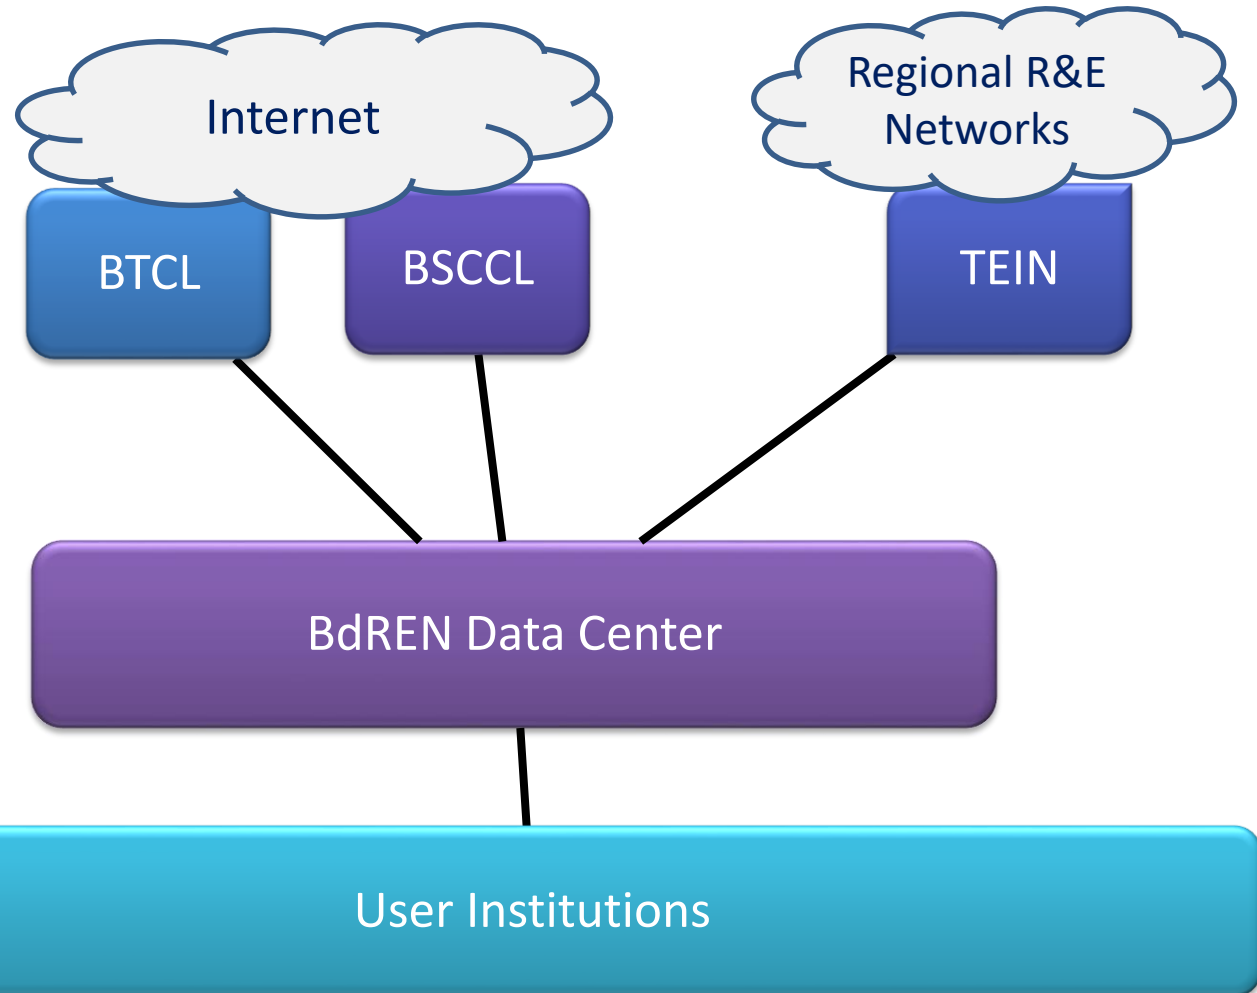 Internet
Regional R&E
Networks
BTCL
BSCCL
TEIN
BdREN Data Center
User Institutions